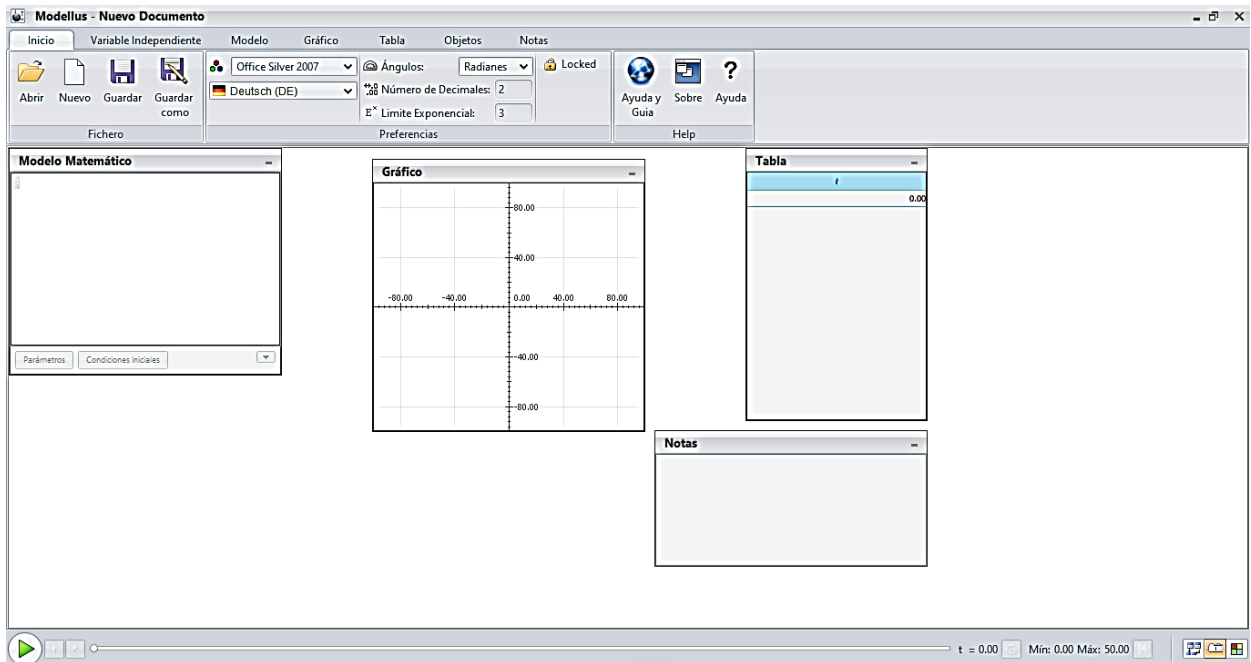 Modellus - Nuevo Documento
Inicio Variable Independiente Modelo Gráfico Tabla Objetos Notas
Abrir Nuevo Guardar Guardar como
Fichero
Office Silver 2007
Deutsch (DE)
Ángulos: Radianes
Número de Decimales: 2
Limite Exponencial: 3
Locked
Preferencias
Ayuda y Guia Sobre Ayuda
Help
Modelo Matemático
Parámetros Condiciones Iniciales
Gráfico
80.00
40.00
-80.00 -40.00 0.00 40.00 80.00
-40.00
-80.00
Tabla
t
0.00
Notas
t = 0.00 Mín: 0.00 Máx: 50.00